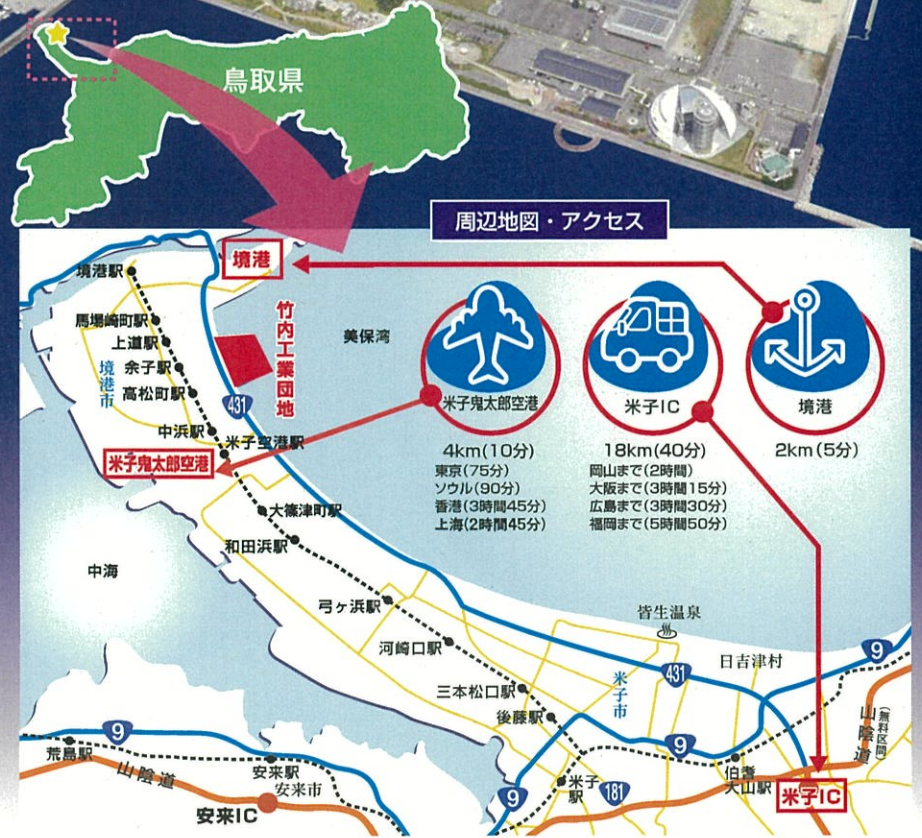 鳥取県
周辺地図・アクセス
境港
境港駅
馬場崎町駅
上道駅
余子駅
高松町駅
中浜駅
米子空港駅
境港市
竹内工業団地
431
美保湾
米子鬼太郎空港
米子鬼太郎空港
4km(10分)
東京(75分)
ソウル(90分)
香港(3時間45分)
上海(2時間45分)
米子IC
18km(40分)
岡山まで(2時間)
大阪まで(3時間15分)
広島まで(3時間30分)
福岡まで(5時間50分)
境港
2km(5分)
大篠津町駅
和田浜駅
中海
弓ヶ浜駅
河崎口駅
三本松口駅
後藤駅
皆生温泉
日吉津村
431
9
米子市
山陰道
(無料区間)
9
荒島駅
山陰道
安来駅
安来市
安来IC
9
米子駅
181
9
伯耆大山駅
米子IC